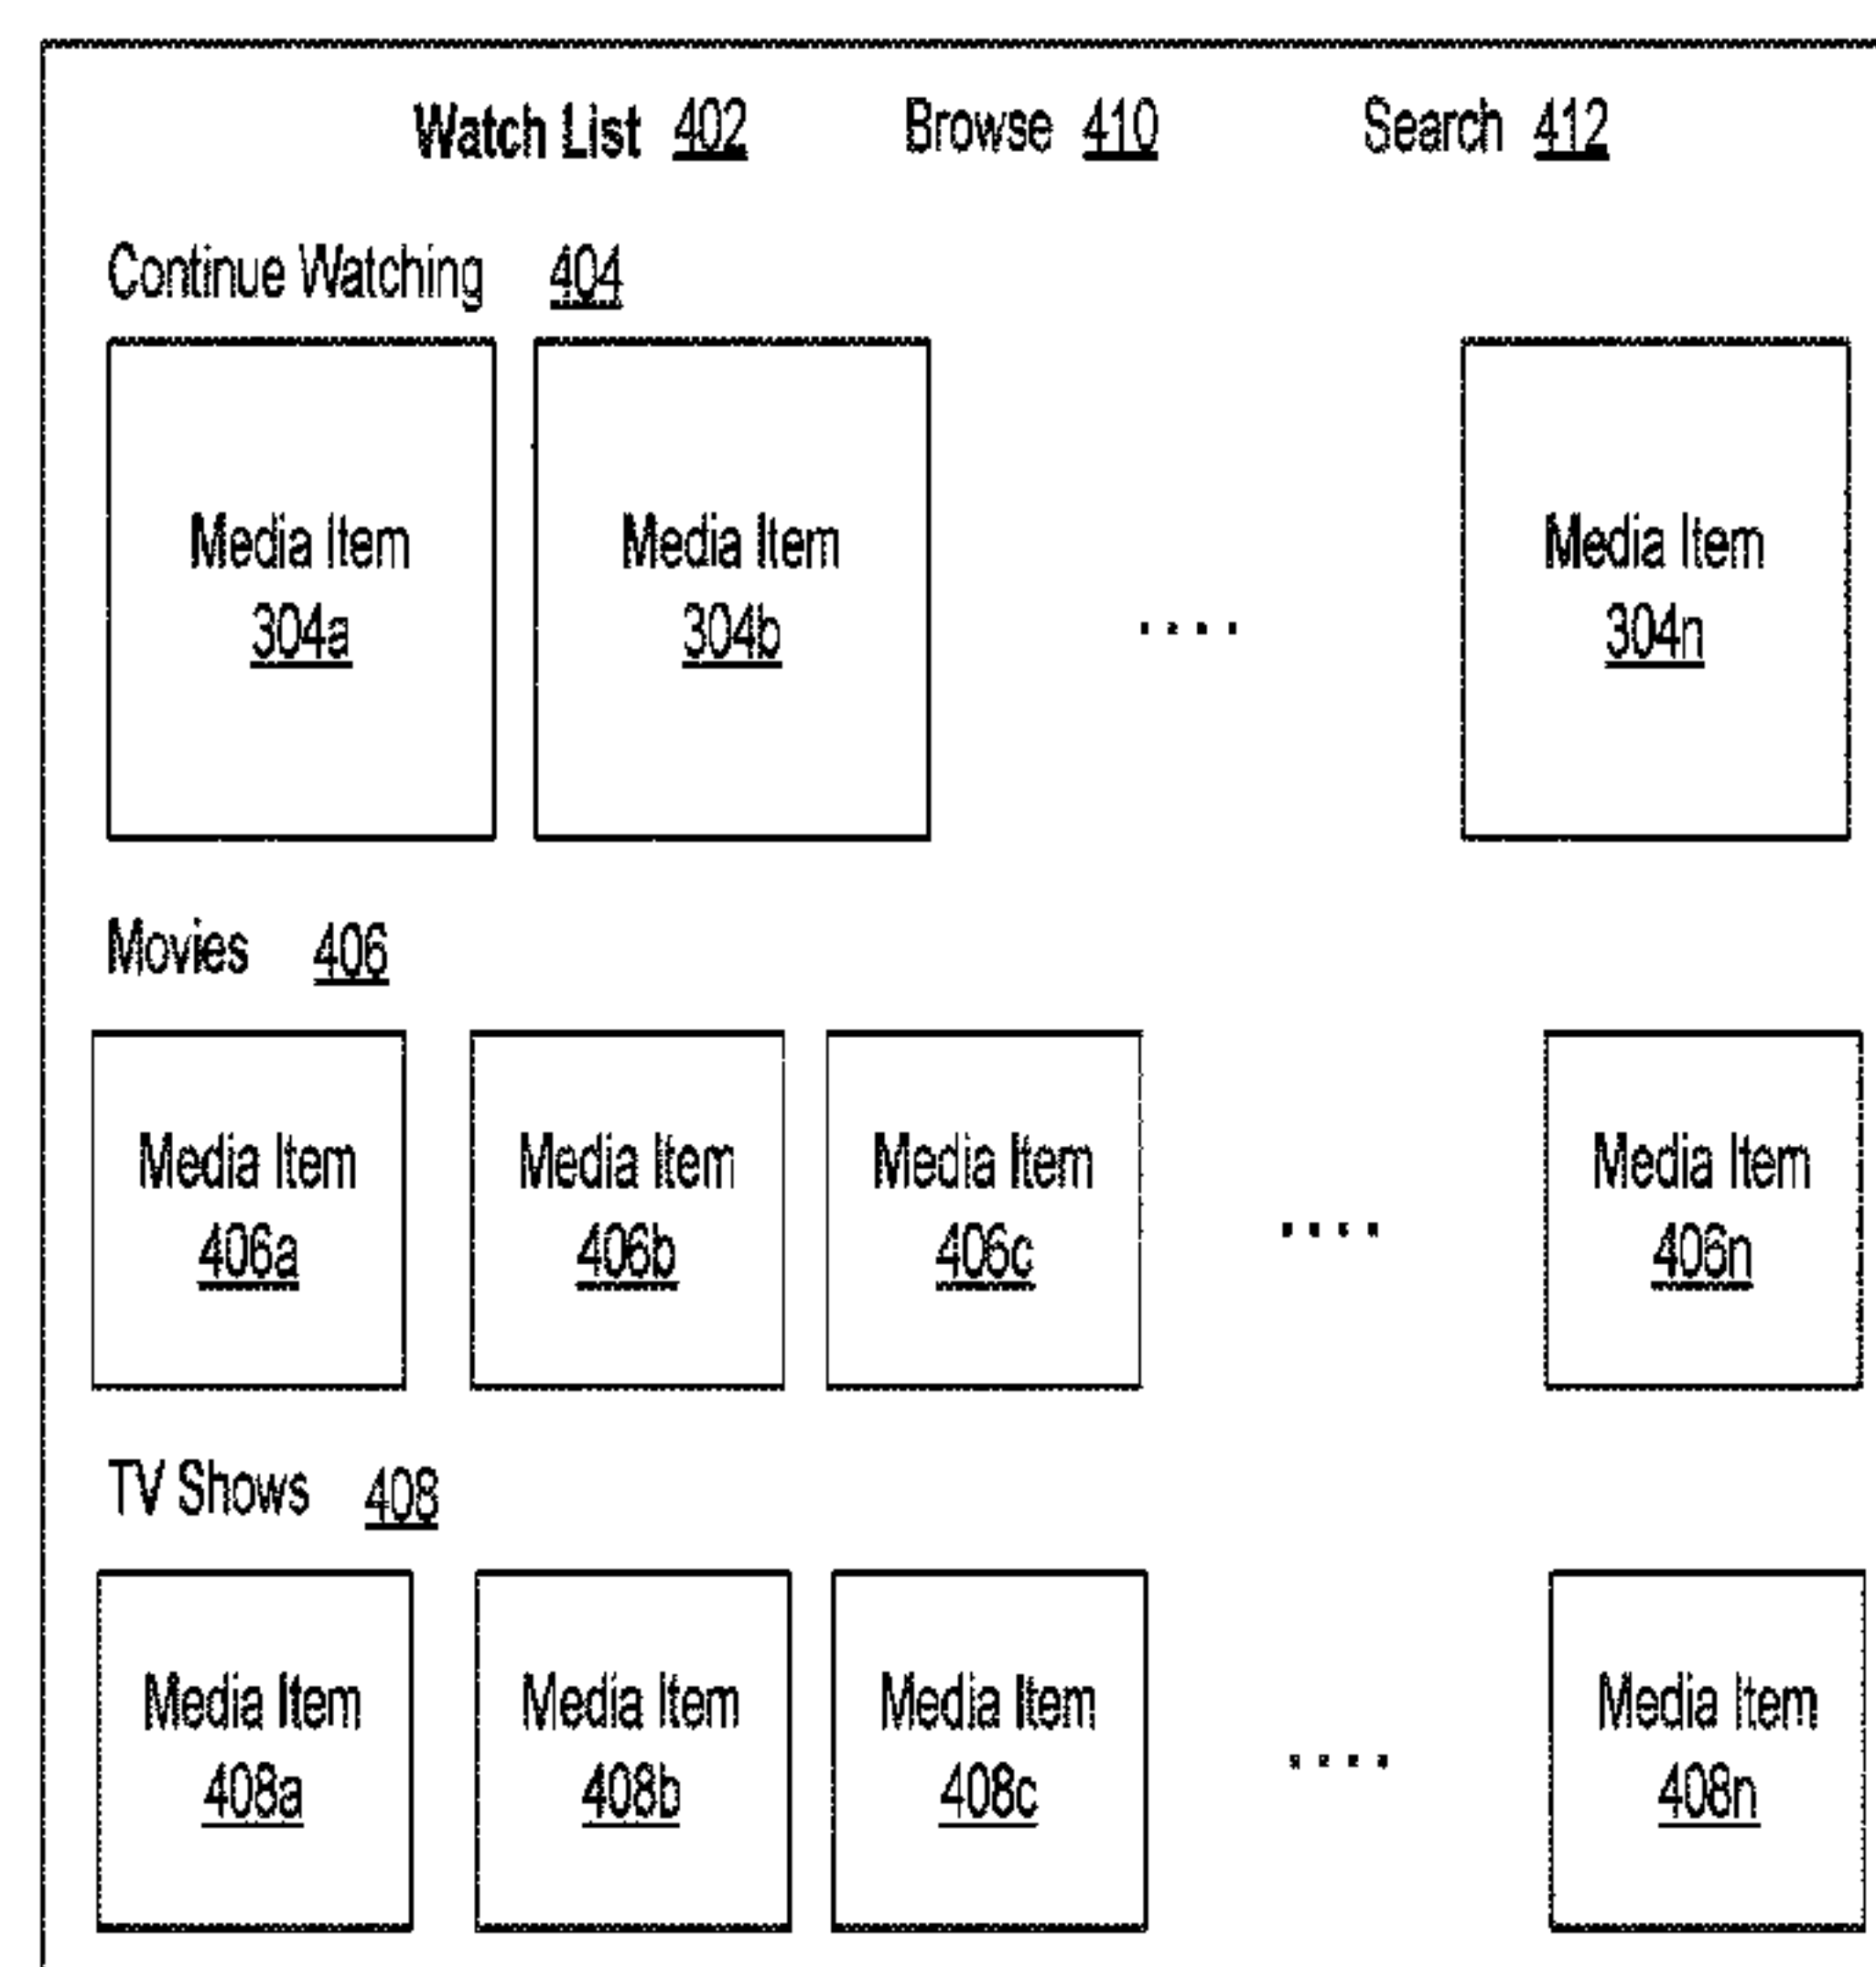 Watch List 402 Browse 410 Search 412
Continue Watching 404
Media Item Media Item Media Item
304a 304b .... 304n
Movies 406
Media Item Media Item Media Item Media Item
406a 406b 406c .... 406n
TV Shows 408
Media Item Media Item Media Item Media Item
408a 408b 408c .... 408n